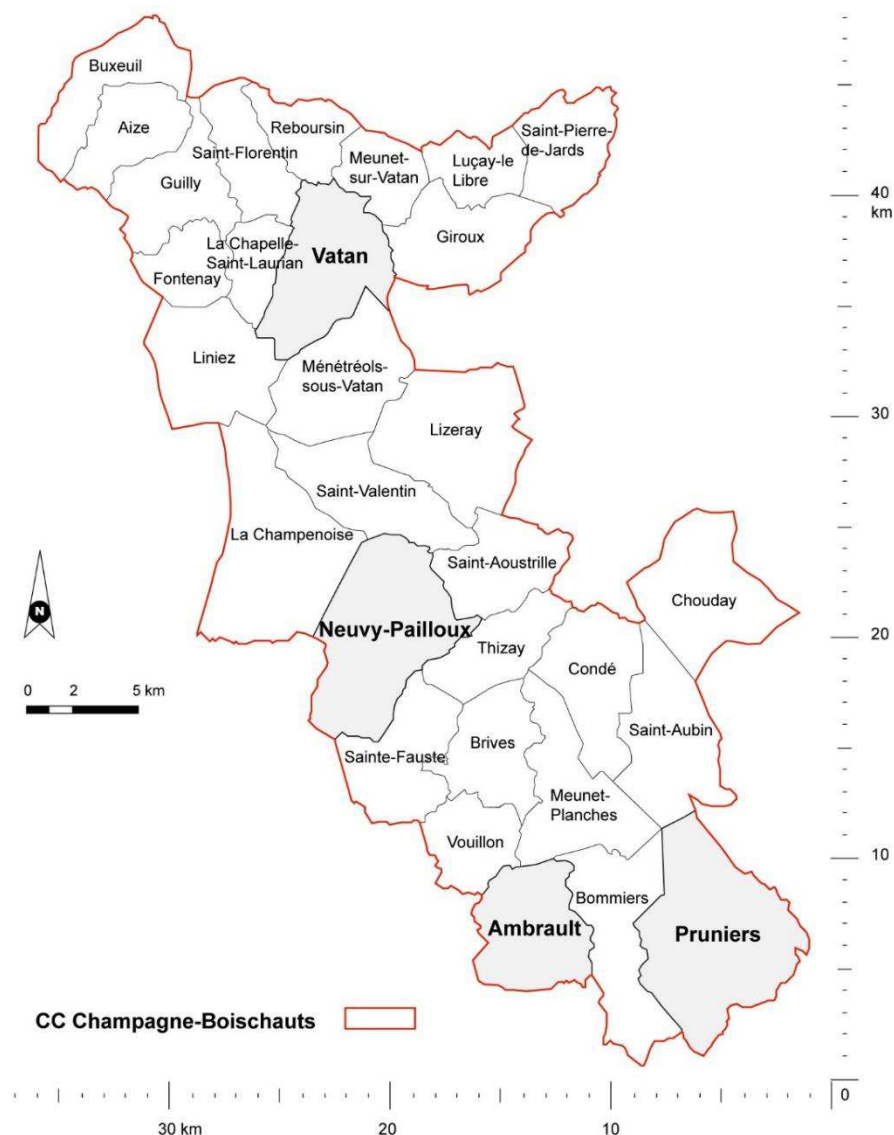 Buxeuil
Aize
Reboursin
Saint-Florentin
Guilly
Meunet-
sur-Vatan
Luçay-le
Libre
Saint-Pierre-
de-Jards
40
km
Giroux
La Chapelle-
Saint-Laurian
Vatan
Fontenay
Liniez
Ménétréols-
sous-Vatan
30
Lizeray
Saint-Valentin
La Champenoise
Saint-Aoustrille
Chouday
N
Neuvy-Pailloux
20
Thizay
Condé
0 2 5 km
Saint-Aubin
Brives
Sainte-Fauste
Meunet-
Planches
Vouillon
10
Bommiers
Ambrault
Pruniers
CC Champagne-Boischauts
0
30 km
20
10